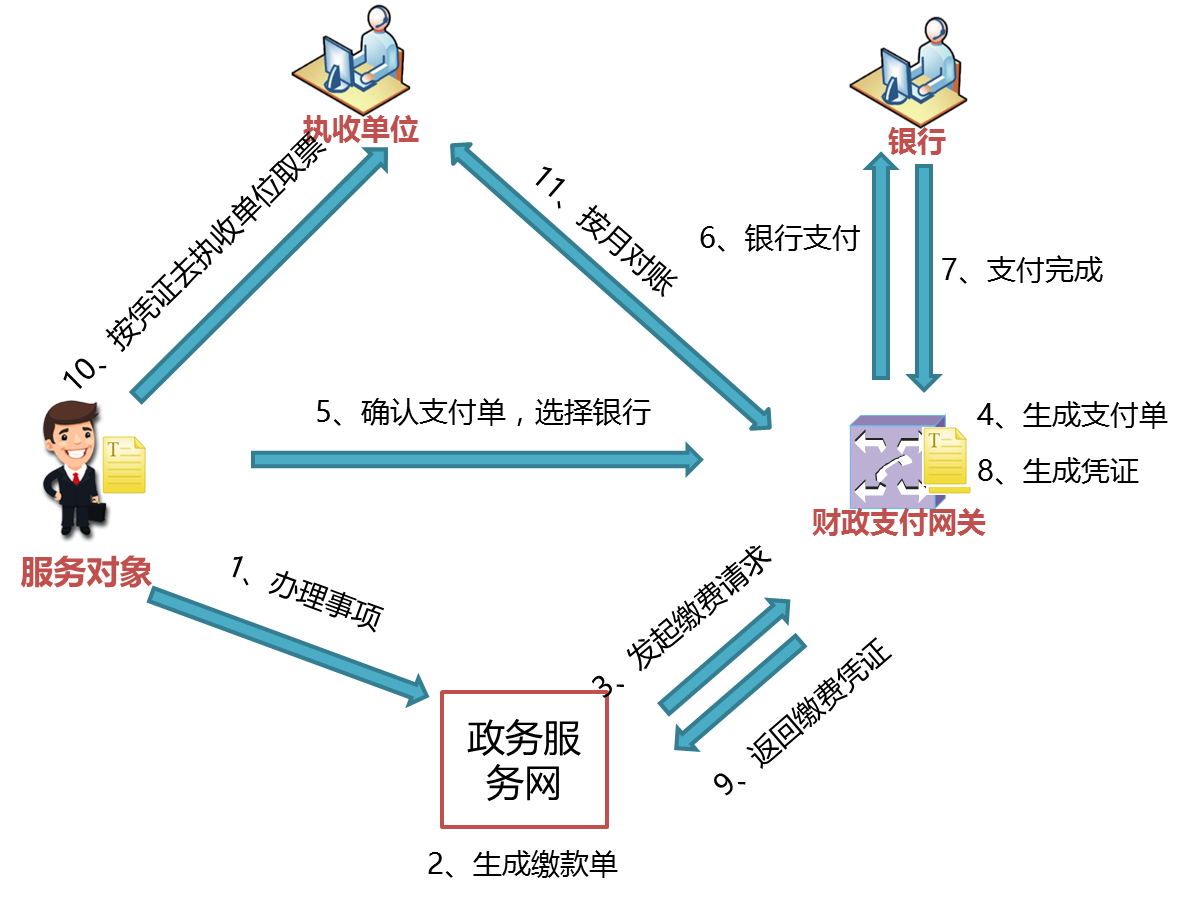 执收单位
银行
10、按凭证去执收单位取票
11、按月对账
6、银行支付
7、支付完成
5、确认支付单，选择银行
4、生成支付单
T
T
8、生成凭证
财政支付网关
服务对象
1、办理事项
3、发起缴费请求
9、返回缴费凭证
政务服
务网
2、生成缴款单